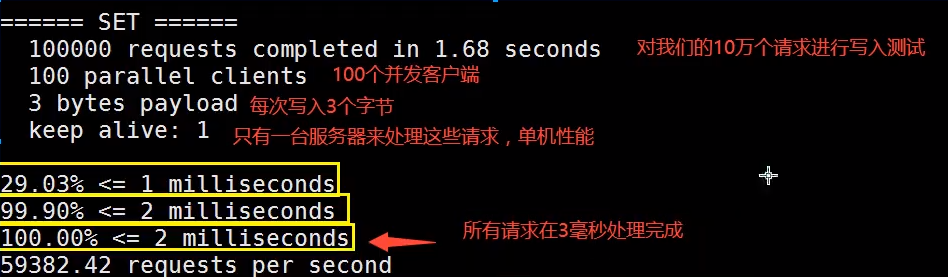 ====== SET ======
100000 requests completed in 1.68 seconds 对我们的10万个请求进行写入测试
100 parallel clients 100个并发客户端
3 bytes payload 每次写入3个字节
keep alive: 1 只有一台服务器来处理这些请求，单机性能
29.03% <= 1 milliseconds
99.90% <= 2 milliseconds
100.00% <= 2 milliseconds 所有请求在3毫秒处理完成
59382.42 requests per second